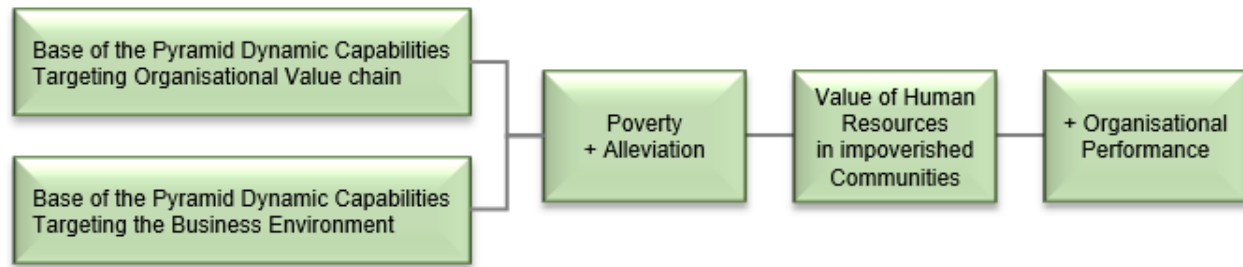 Base of the Pyramid Dynamic Capabilities
Targeting Organisational Value chain
Base of the Pyramid Dynamic Capabilities
Targeting the Business Environment
Poverty
+ Alleviation
Value of Human
Resources
in impoverished
Communities
+ Organisational
Performance